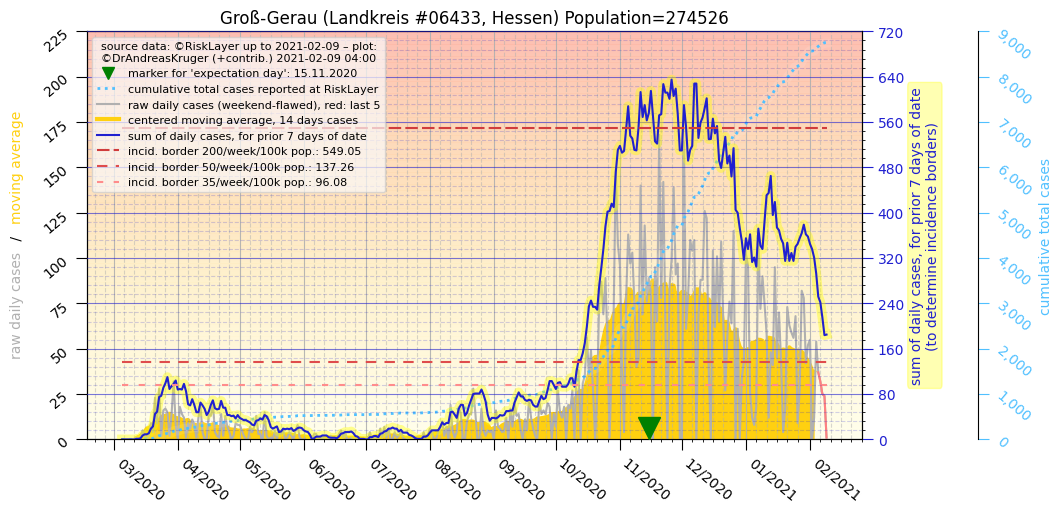 Groß-Gerau (Landkreis #06433, Hessen) Population=274526
source data: ©RiskLayer up to 2021-02-09 – plot:
©DrAndreasKruger (+contrib.) 2021-02-09 04:00
marker for 'expectation day': 15.11.2020
cumulative total cases reported at RiskLayer
raw daily cases (weekend-flawed), red: last 5
centered moving average, 14 days cases
sum of daily cases, for prior 7 days of date
incid. border 200/week/100k pop.: 549.05
incid. border 50/week/100k pop.: 137.26
incid. border 35/week/100k pop.: 96.08
raw daily cases / moving average
225
200
175
150
125
100
75
50
25
0
03/2020
04/2020
05/2020
06/2020
07/2020
08/2020
09/2020
10/2020
11/2020
12/2020
01/2021
02/2021
720
640
560
480
400
320
240
160
80
0
sum of daily cases, for prior 7 days of date
(to determine incidence borders)
9,000
8,000
7,000
6,000
5,000
4,000
3,000
2,000
1,000
0
cumulative total cases